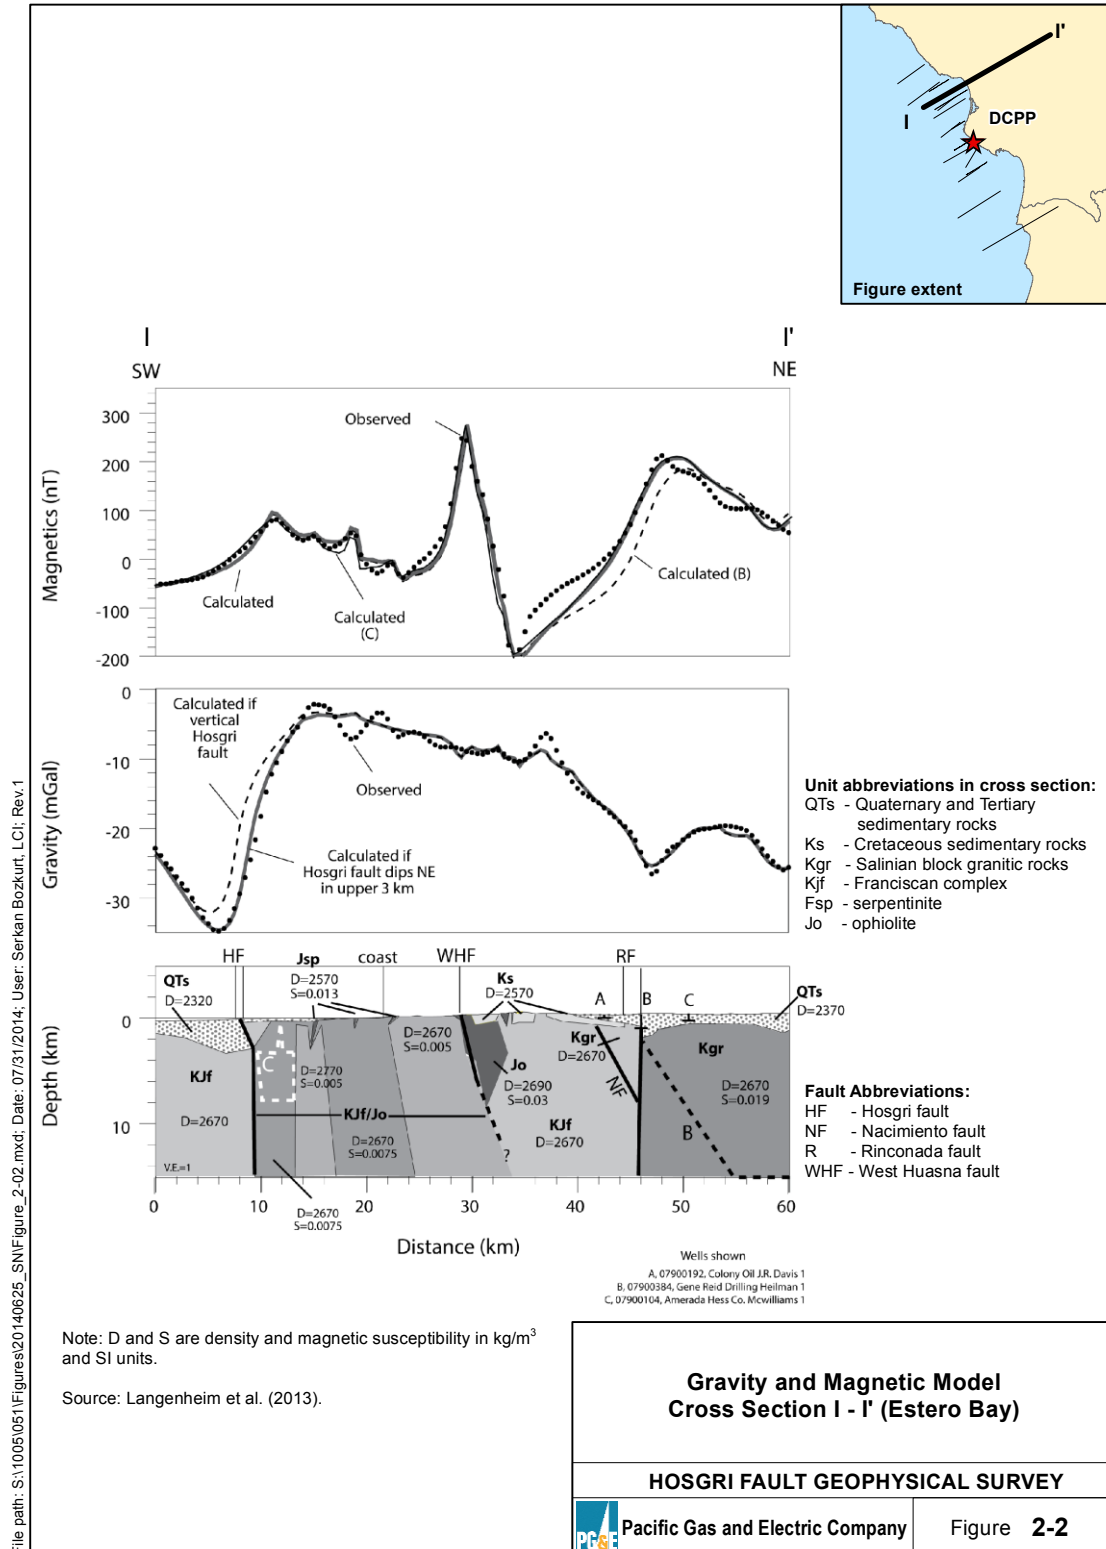 I'
I
DCPP
Figure extent
I
I'
SW
NE
Magnetics (nT)
300
200
100
0
-100
-200
Observed
Calculated
Calculated
(C)
Calculated (B)
Gravity (mGal)
0
-10
-20
-30
Calculated if
vertical
Hosgri
fault
Observed
Calculated if
Hosgri fault dips NE
in upper 3 km
Unit abbreviations in cross section:
QTs - Quaternary and Tertiary
sedimentary rocks
Ks - Cretaceous sedimentary rocks
Kgr - Salinian block granitic rocks
Kjf - Franciscan complex
Fsp - serpentinite
Jo - ophiolite
HF
Jsp
coast
WHF
Ks
RF
QTs
D=2320
D=2570
S=0.013
D=2570
A
B
C
QTs
D=2370
Depth (km)
0
10
KJf
D=2670
V.E.=1
C
D=2770
S=0.005
D=2670
S=0.005
KJf/Jo
D=2670
S=0.0075
Jo
D=2690
S=0.03
?
KJf
D=2670
Kgr
D=2670
NF
Kgr
D=2670
S=0.019
B
0
10
20
30
40
50
60
D=2670
S=0.0075
Distance (km)
Fault Abbreviations:
HF - Hosgri fault
NF - Nacimiento fault
R - Rinconada fault
WHF - West Huasna fault
Wells shown
A, 07900192, Colony Oil J.R. Davis 1
B, 07900384, Gene Reid Drilling Heilman 1
C, 07900104, Amerada Hess Co. Mcwilliams 1
Note: D and S are density and magnetic susceptibility in kg/m³
and SI units.
Source: Langenheim et al. (2013).
Gravity and Magnetic Model
Cross Section I - I' (Estero Bay)
HOSGRI FAULT GEOPHYSICAL SURVEY
PG&E
Pacific Gas and Electric Company
Figure 2-2
File path: S:\1005\051\Figures\20140625_SN\Figure_2-02.mxd; Date: 07/31/2014; User: Serkan Bozkurt, LCI; Rev.1